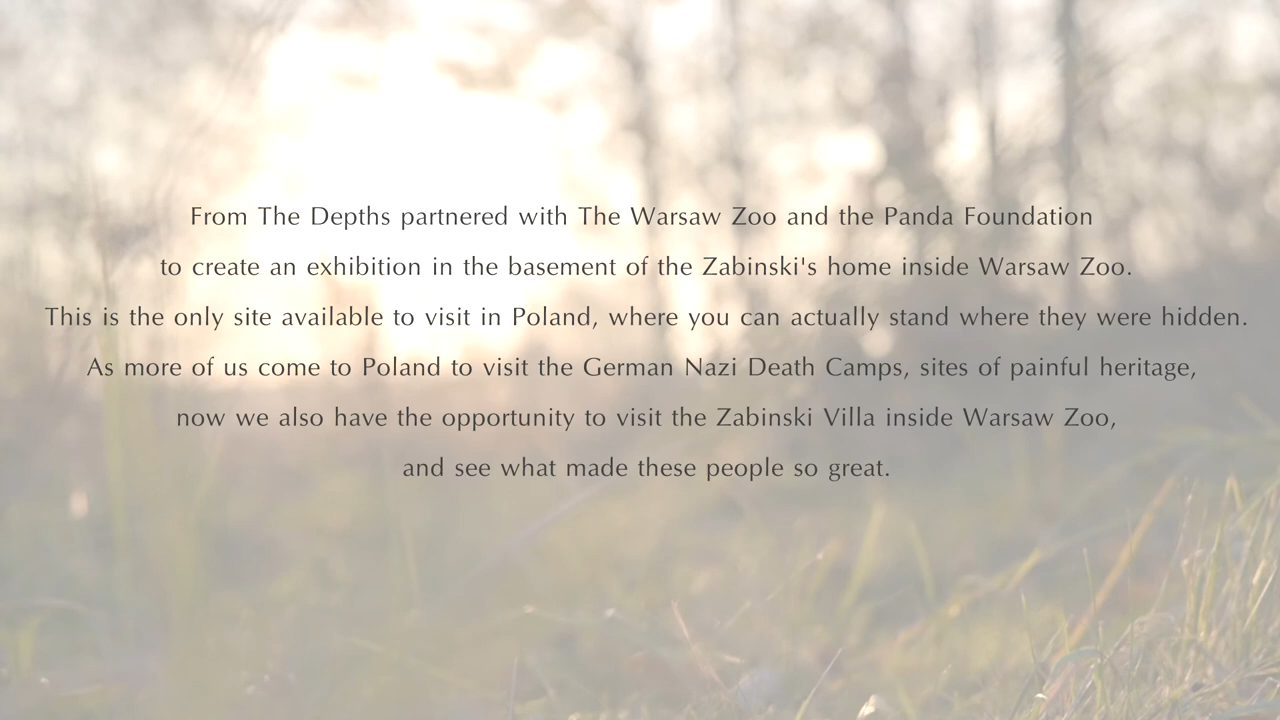 From The Depths partnered with The Warsaw Zoo and the Panda Foundation
to create an exhibition in the basement of the Zabinski's home inside Warsaw Zoo.
This is the only site available to visit in Poland, where you can actually stand where they were hidden.
As more of us come to Poland to visit the German Nazi Death Camps, sites of painful heritage,
now we also have the opportunity to visit the Zabinski Villa inside Warsaw Zoo,
and see what made these people so great.